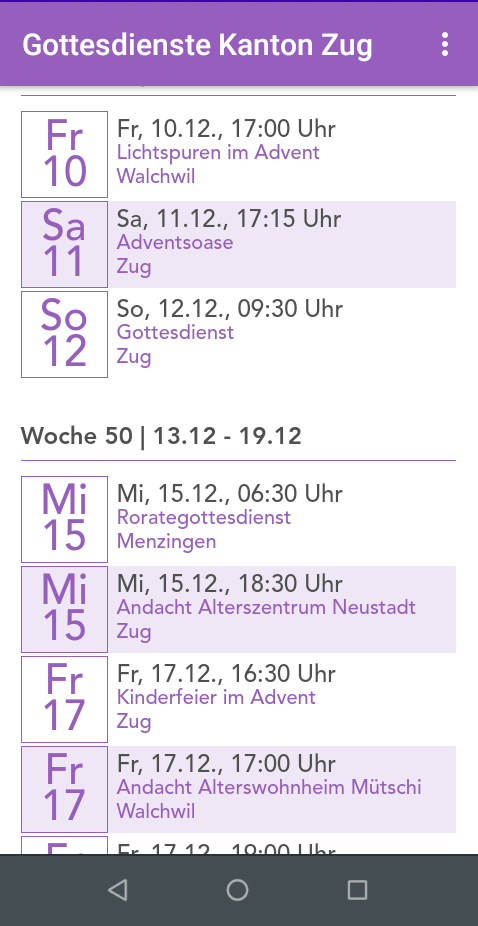 Gottesdienste Kanton Zug
Fr
10
Fr, 10.12., 17:00 Uhr
Lichtspuren im Advent
Walchwil
Sa
11
Sa, 11.12., 17:15 Uhr
Adventsoase
Zug
So
12
So, 12.12., 09:30 Uhr
Gottesdienst
Zug
Woche 50 | 13.12 - 19.12
Mi
15
Mi, 15.12., 06:30 Uhr
Rorategottesdienst
Menzingen
Mi
15
Mi, 15.12., 18:30 Uhr
Andacht Alterszentrum Neustadt
Zug
Fr
17
Fr, 17.12., 16:30 Uhr
Kinderfeier im Advent
Zug
Fr
17
Fr, 17.12., 17:00 Uhr
Andacht Alterswohnheim Mütschi
Walchwil
Fr, 17.12., 19:00 Uhr